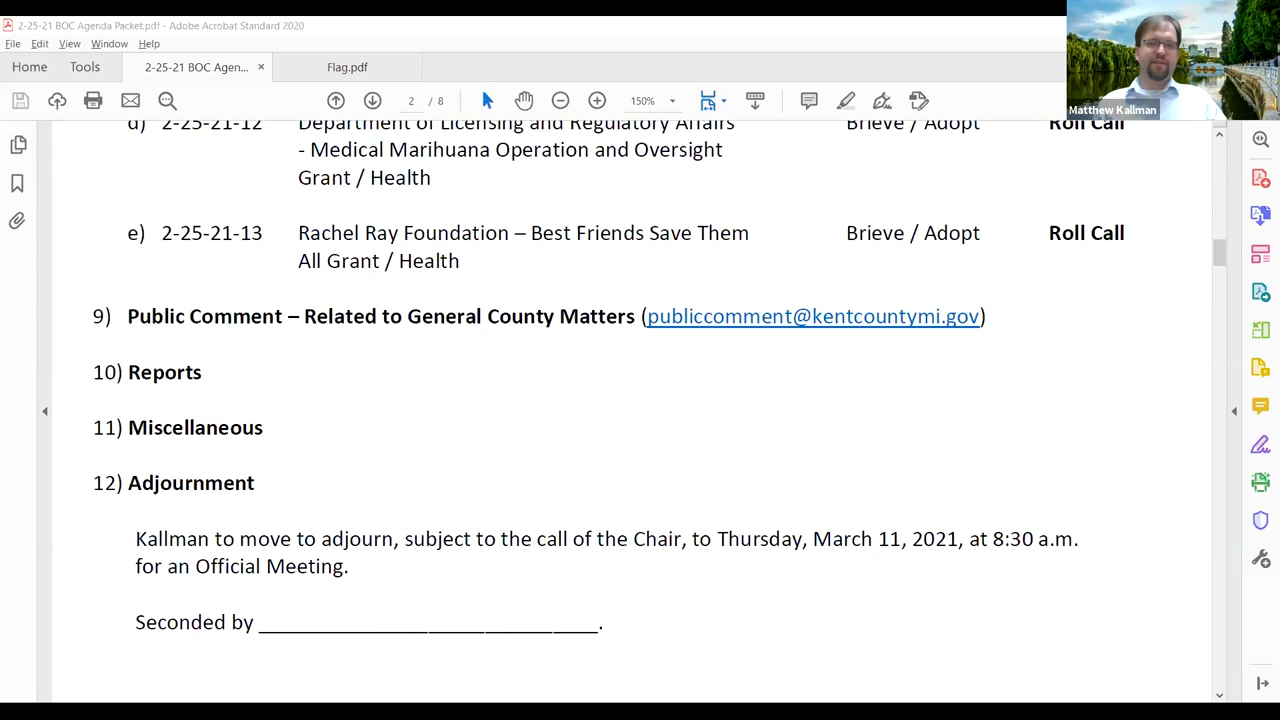 2-25-21 BOC Agenda Packet.pdf - Adobe Acrobat Standard 2020
File Edit View Window Help
Home Tools 2-25-21 BOC Agen... × Flag.pdf
2 / 8 150%
Matthew Kallman
d) 2-25-21-12 Department of Licensing and Regulatory Affairs Brieve / Adopt Roll Call
- Medical Marihuana Operation and Oversight
Grant / Health
e) 2-25-21-13 Rachel Ray Foundation – Best Friends Save Them Brieve / Adopt Roll Call
All Grant / Health
9) Public Comment – Related to General County Matters (publiccomment@kentcountymi.gov)
10) Reports
11) Miscellaneous
12) Adjournment
Kallman to move to adjourn, subject to the call of the Chair, to Thursday, March 11, 2021, at 8:30 a.m.
for an Official Meeting.
Seconded by ______________________________.